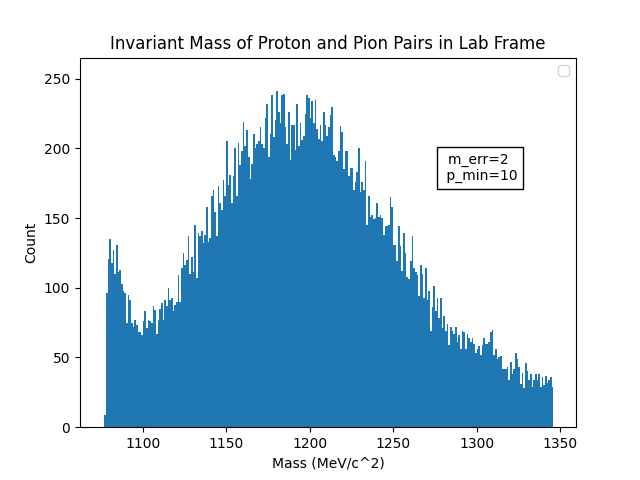 Invariant Mass of Proton and Pion Pairs in Lab Frame
250
200
150
100
50
0
Count
m_err=2
p_min=10
1100 1150 1200 1250 1300 1350
Mass (MeV/c^2)